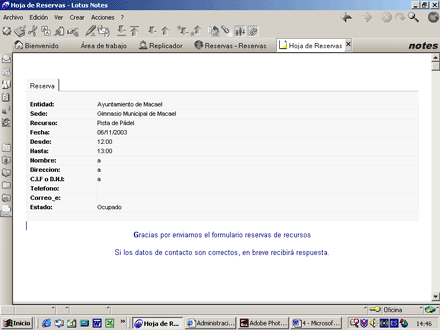 Hoja de Reservas - Lotus Notes
Archivo Edición Ver Crear Acciones ?
Bienvenido Área de trabajo Replicador Reservas - Reservas Hoja de Reservas notes
Reserva
Entidad: Ayuntamiento de Macael
Sede: Gimnasio Municipal de Macael
Recurso: Pista de Pádel
Fecha: 06/11/2003
Desde: 12:00
Hasta: 13:00
Nombre: a
Direccion: a
C.I.F o D.N.I: a
Telefono:
Correo_e:
Estado: Ocupado
Gracias por enviarnos el formulario reservas de recursos
Si los datos de contacto son correctos, en breve recibirá respuesta.
Oficina
Inicio Hoja de R... Administraci... Adobe Phot... 4 - Microsof... 14:46